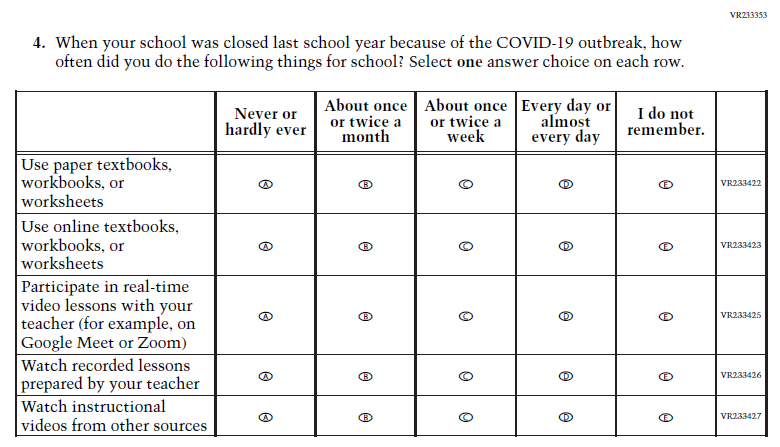 VR233353
4. When your school was closed last school year because of the COVID-19 outbreak, how
often did you do the following things for school? Select one answer choice on each row.
Never or
hardly ever
About once
or twice a
month
About once
or twice a
week
Every day or
almost
every day
I do not
remember.
Use paper textbooks,
workbooks, or
worksheets
A B C D E VR233422
Use online textbooks,
workbooks, or
worksheets
A B C D E VR233423
Participate in real-time
video lessons with your
teacher (for example, on
Google Meet or Zoom)
A B C D E VR233425
Watch recorded lessons
prepared by your teacher
A B C D E VR233426
Watch instructional
videos from other sources
A B C D E VR233427